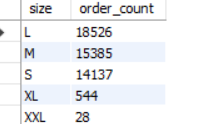 size order_count
L 18526
M 15385
S 14137
XL 544
XXL 28